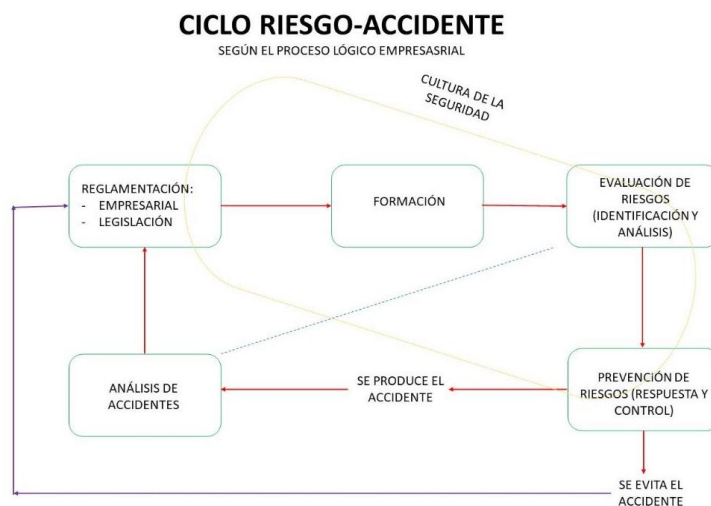 CICLO RIESGO-ACCIDENTE
SEGÚN EL PROCESO LÓGICO EMPRESASRIAL
CULTURA DE LA
SEGURIDAD
REGLAMENTACIÓN:
- EMPRESARIAL
- LEGISLACIÓN
FORMACIÓN
EVALUACIÓN DE
RIESGOS
(IDENTIFICACIÓN Y
ANÁLISIS)
ANÁLISIS DE
ACCIDENTES
SE PRODUCE EL
ACCIDENTE
PREVENCIÓN DE
RIESGOS (RESPUESTA Y
CONTROL)
SE EVITA EL
ACCIDENTE